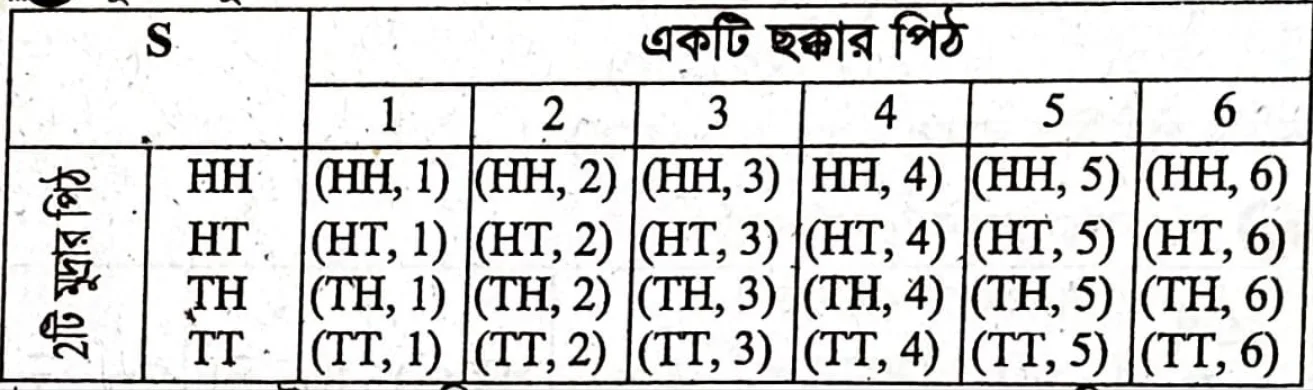 S একটি ছক্কার পিঠ
1 2 3 4 5 6
2টি মুদ্রার পিঠ
HH (HH, 1) (HH, 2) (HH, 3) HH, 4) (HH, 5) (HH, 6)
HT (HT, 1) (HT, 2) (HT, 3) (HT, 4) (HT, 5) (HT, 6)
TH (TH, 1) (TH, 2) (TH, 3) (TH, 4) (TH, 5) (TH, 6)
TT (TT, 1) (TT, 2) (TT, 3) (TT, 4) (TT, 5) (TT, 6)